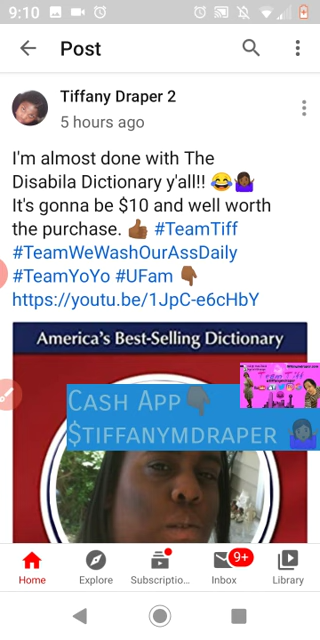 9:10
Post
Tiffany Draper 2
5 hours ago
I'm almost done with The
Disabila Dictionary y'all!! 😂🤷🏾‍♀️
It's gonna be $10 and well worth
the purchase. 👍🏾 #TeamTiff
#TeamWeWashOurAssDaily
#TeamYoYo #UFam 👇🏾
https://youtu.be/1JpC-e6cHbY
America's Best-Selling Dictionary
Cash App👇🏾
$tiffanymdraper 🤷🏾‍♀️
Home
Explore
Subscriptio...
9+
Inbox
Library